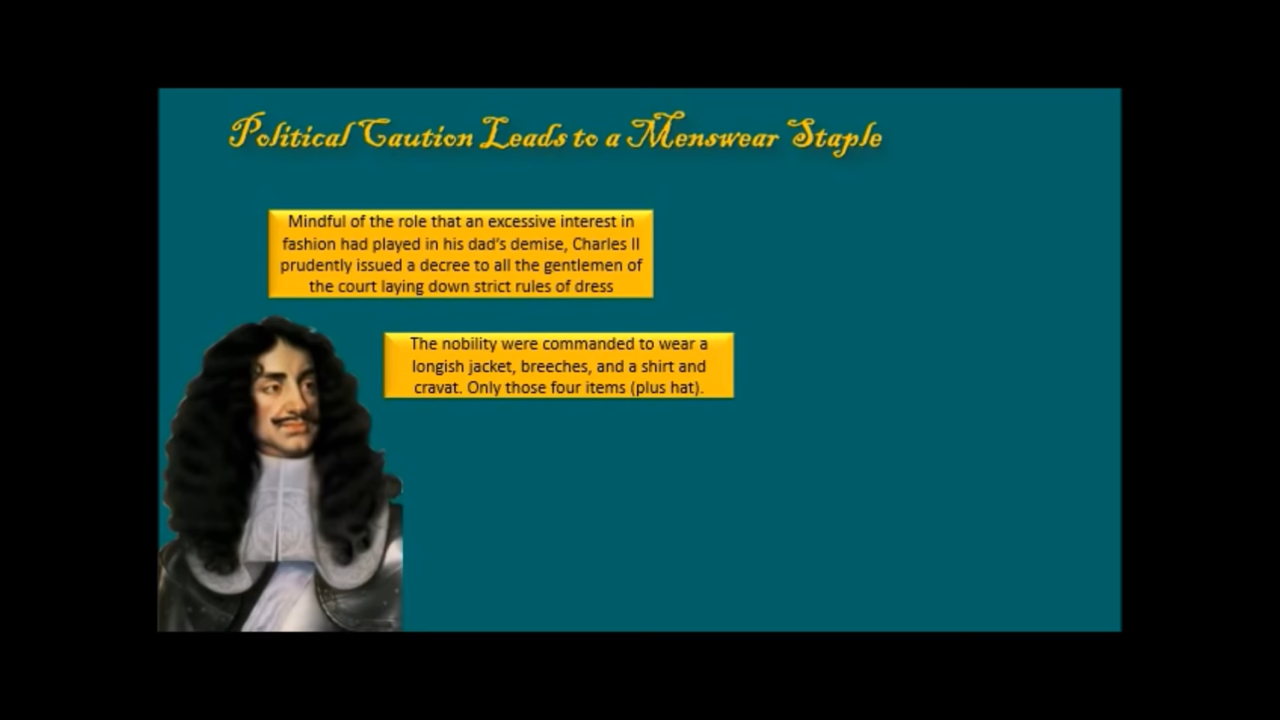 Political Caution Leads to a Menswear Staple
Mindful of the role that an excessive interest in
fashion had played in his dad's demise, Charles II
prudently issued a decree to all the gentlemen of
the court laying down strict rules of dress
The nobility were commanded to wear a
longish jacket, breeches, and a shirt and
cravat. Only those four items (plus hat).